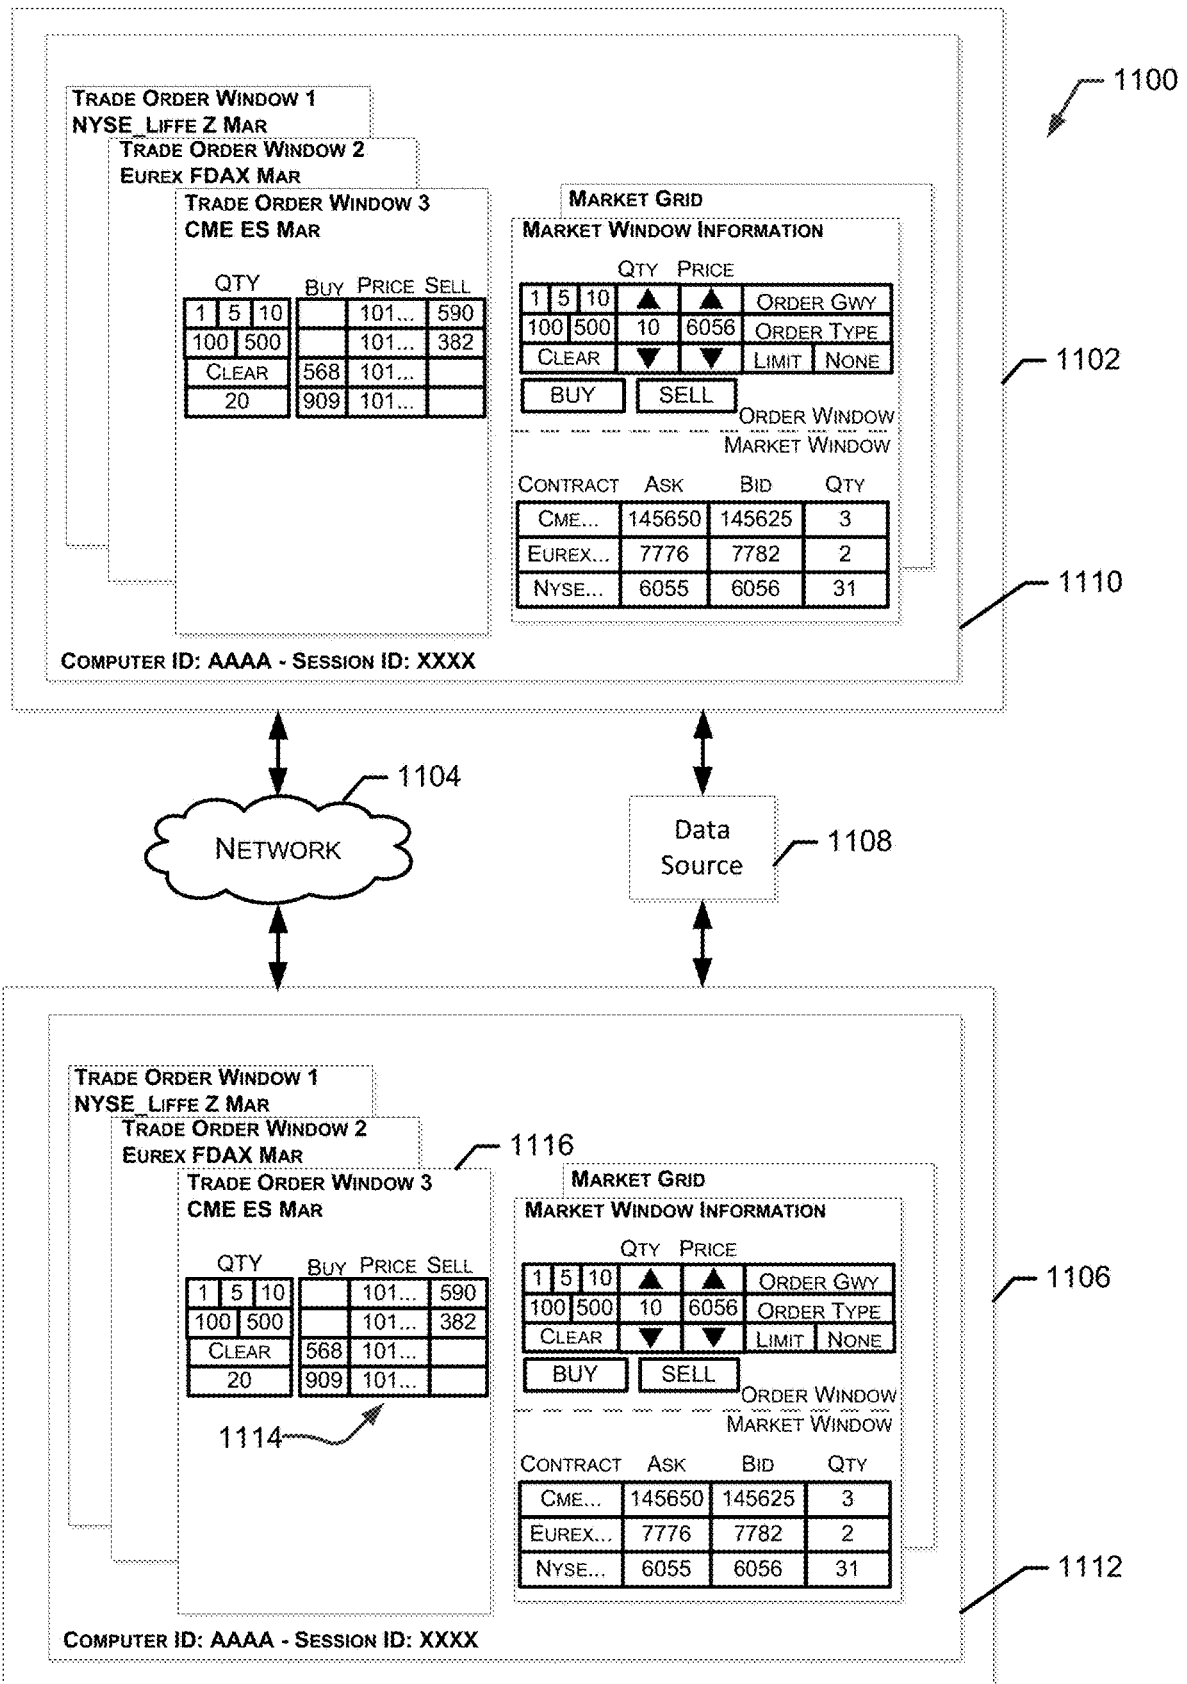 1100
TRADE ORDER WINDOW 1
NYSE_LIFFE Z MAR
TRADE ORDER WINDOW 2
EUREX FDAX MAR
TRADE ORDER WINDOW 3
CME ES MAR
QTY BUY PRICE SELL
1 5 10 101... 590
100 500 101... 382
CLEAR 568 101...
20 909 101...
MARKET GRID
MARKET WINDOW INFORMATION
QTY PRICE
1 5 10 ORDER GWY
100 500 10 6056 ORDER TYPE
CLEAR LIMIT NONE
BUY SELL
ORDER WINDOW
MARKET WINDOW
CONTRACT ASK BID QTY
CME... 145650 145625 3
EUREX... 7776 7782 2
NYSE... 6055 6056 31
1102
1110
COMPUTER ID: AAAA - SESSION ID: XXXX
1104
NETWORK
Data
Source
1108
TRADE ORDER WINDOW 1
NYSE_LIFFE Z MAR
TRADE ORDER WINDOW 2
EUREX FDAX MAR
1116
TRADE ORDER WINDOW 3
CME ES MAR
QTY BUY PRICE SELL
1 5 10 101... 590
100 500 101... 382
CLEAR 568 101...
20 909 101...
1114
MARKET GRID
MARKET WINDOW INFORMATION
QTY PRICE
1 5 10 ORDER GWY
100 500 10 6056 ORDER TYPE
CLEAR LIMIT NONE
BUY SELL
ORDER WINDOW
MARKET WINDOW
CONTRACT ASK BID QTY
CME... 145650 145625 3
EUREX... 7776 7782 2
NYSE... 6055 6056 31
1106
1112
COMPUTER ID: AAAA - SESSION ID: XXXX